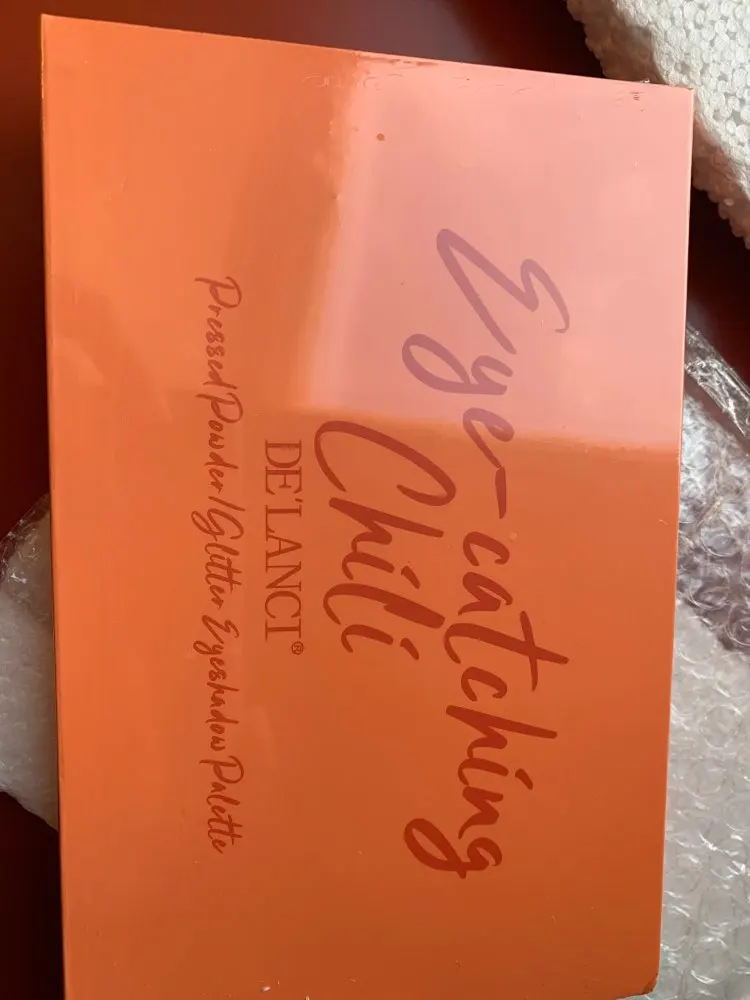 Eye-catching
Chili
DE'LANCI®
Pressed Powder/Glitter Eyeshadow Palette